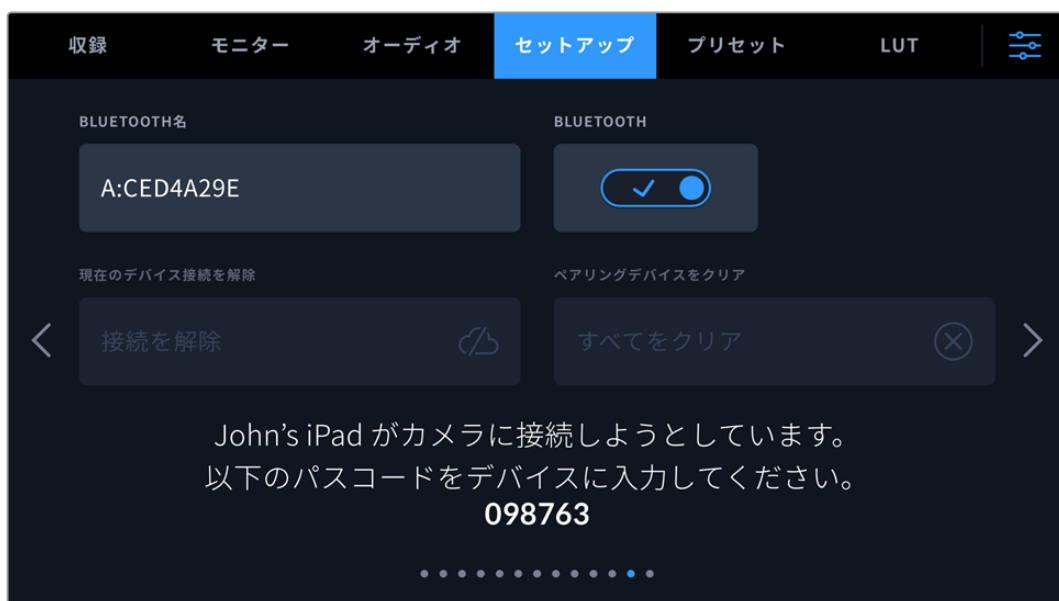 収録 モニター オーディオ セットアップ プリセット LUT
BLUETOOTH名 BLUETOOTH
A:CED4A29E
現在のデバイス接続を解除 ペアリングデバイスをクリア
接続を解除 すべてをクリア
John’s iPad がカメラに接続しようとしています。
以下のパスコードをデバイスに入力してください。
098763